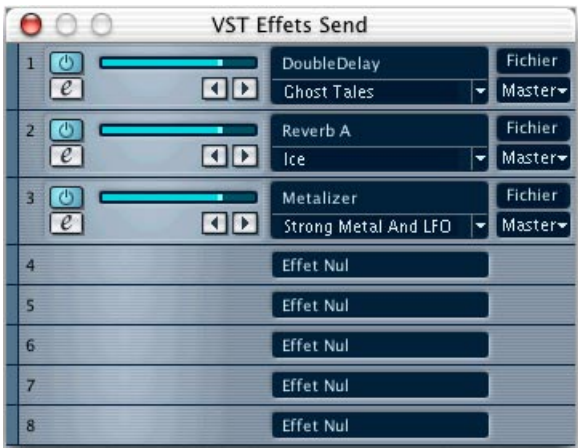 VST Effets Send
1 DoubleDelay Fichier
e Ghost Tales Master
2 Reverb A Fichier
e Ice Master
3 Metalizer Fichier
e Strong Metal And LFO Master
4 Effet Nul
5 Effet Nul
6 Effet Nul
7 Effet Nul
8 Effet Nul